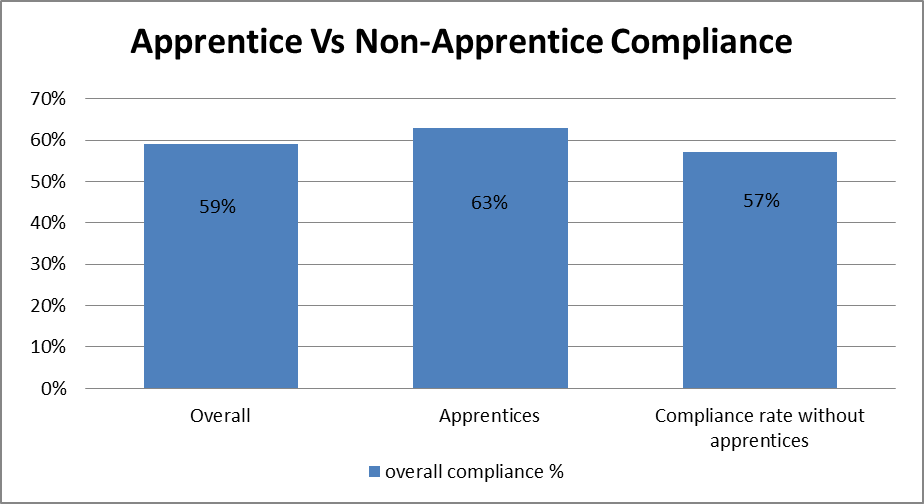 Apprentice Vs Non-Apprentice Compliance
70%
60%
50%
40%
30%
20%
10%
0%
59%
63%
57%
Overall
Apprentices
Compliance rate without
apprentices
overall compliance %